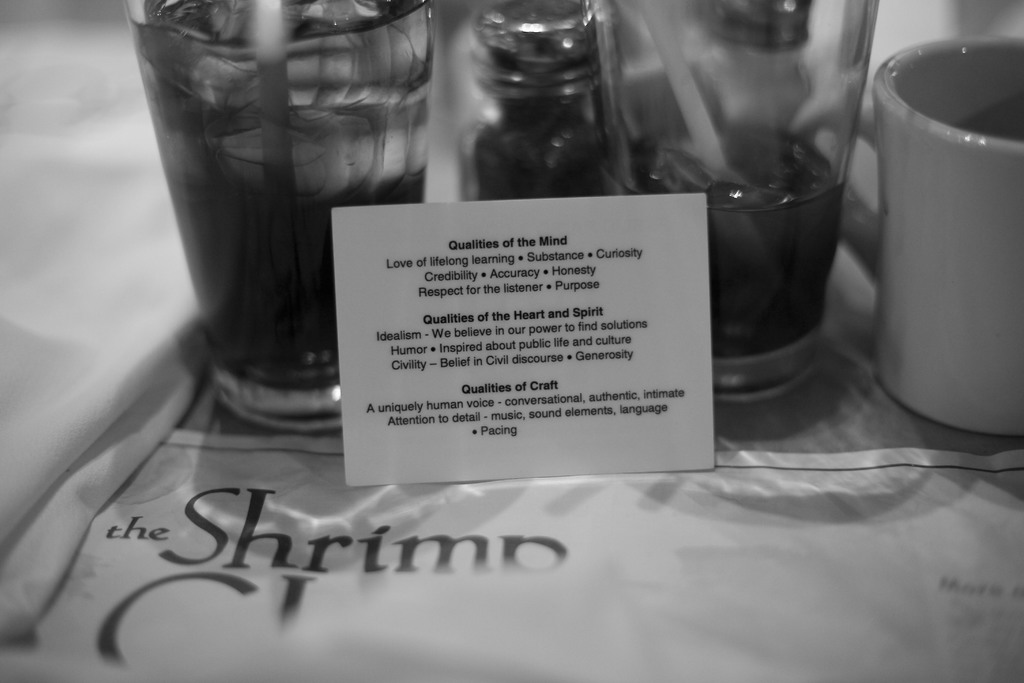 Qualities of the Mind
Love of lifelong learning • Substance • Curiosity
Credibility • Accuracy • Honesty
Respect for the listener • Purpose
Qualities of the Heart and Spirit
Idealism - We believe in our power to find solutions
Humor • Inspired about public life and culture
Civility – Belief in Civil discourse • Generosity
Qualities of Craft
A uniquely human voice - conversational, authentic, intimate
Attention to detail - music, sound elements, language
• Pacing
the Shrimp
More